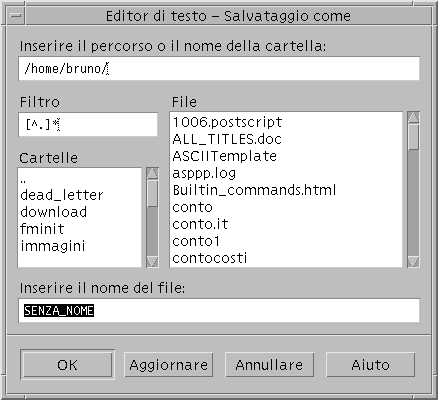 Editor di testo – Salvataggio come
Inserire il percorso o il nome della cartella:
/home/bruno/
Filtro
[^.]*
Cartelle
..
dead_letter
download
fminit
immagini
File
1006.postscript
ALL_TITLES.doc
ASCIITemplate
asppp.log
Builtin_commands.html
conto
conto.it
conto1
contocosti
Inserire il nome del file:
SENZA_NOME
OK
Aggiornare
Annullare
Aiuto